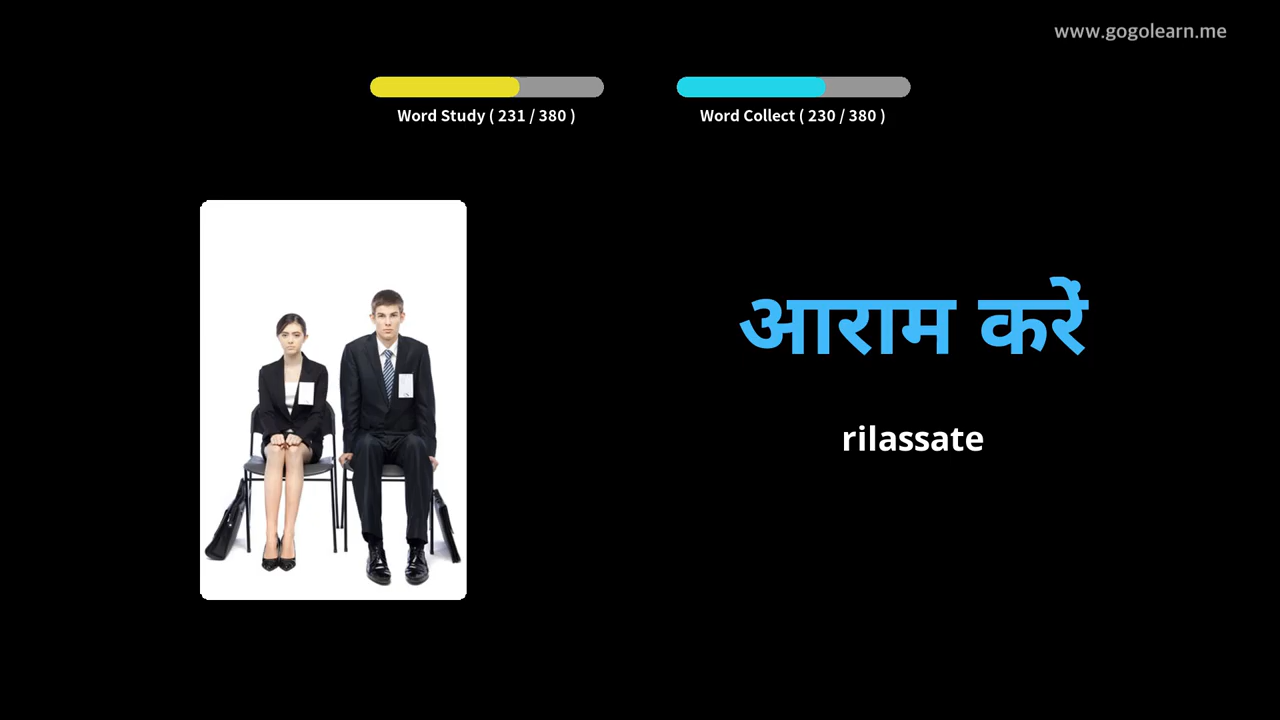 www.gogolearn.me
Word Study ( 231 / 380 )
Word Collect ( 230 / 380 )
आराम करें
rilassate